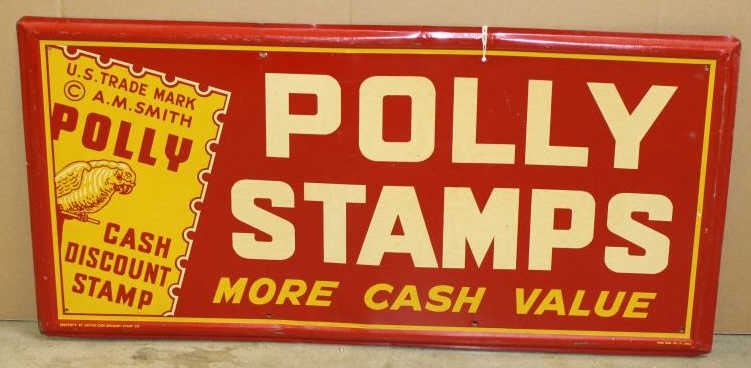 U.S. TRADE MARK
© A.M. SMITH
POLLY
CASH
DISCOUNT
STAMP
POLLY
STAMPS
MORE CASH VALUE